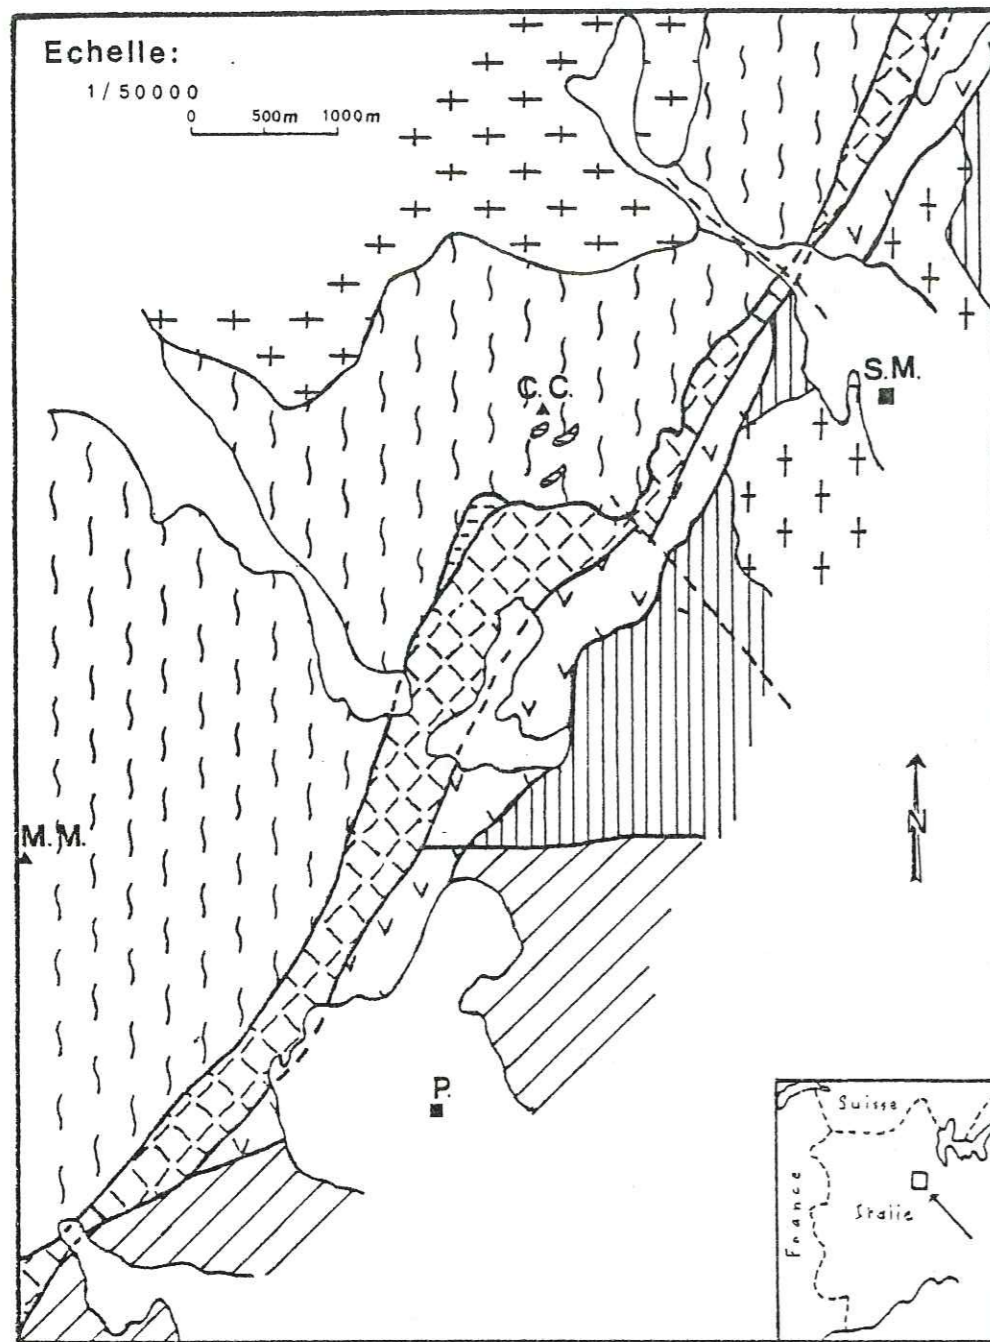 Echelle:
1/50000
0 500m 1000m
C.C.
S.M.
M.M.
N
P.
Suisse
France
Italie